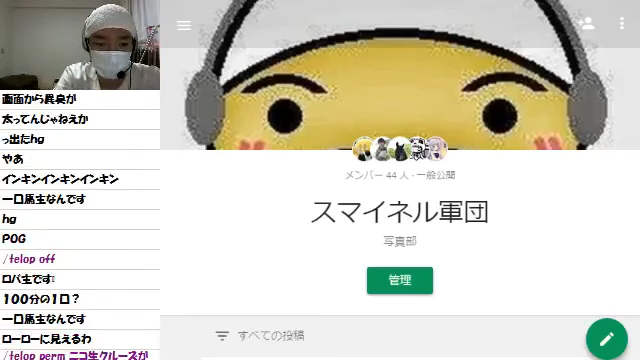 画面から異臭が
太ってんじゃねえか
っ出たhg
やあ
インキンインキンインキン
一口馬主なんです
hg
POG
/telop off
ロバ主です
100分の1口？
一口馬主なんです
ローローに見えるわ
/telop perm ニコ生クルーズが
メンバー 44 人 - 一般公開
スマイネル軍団
写真部
管理
すべての投稿